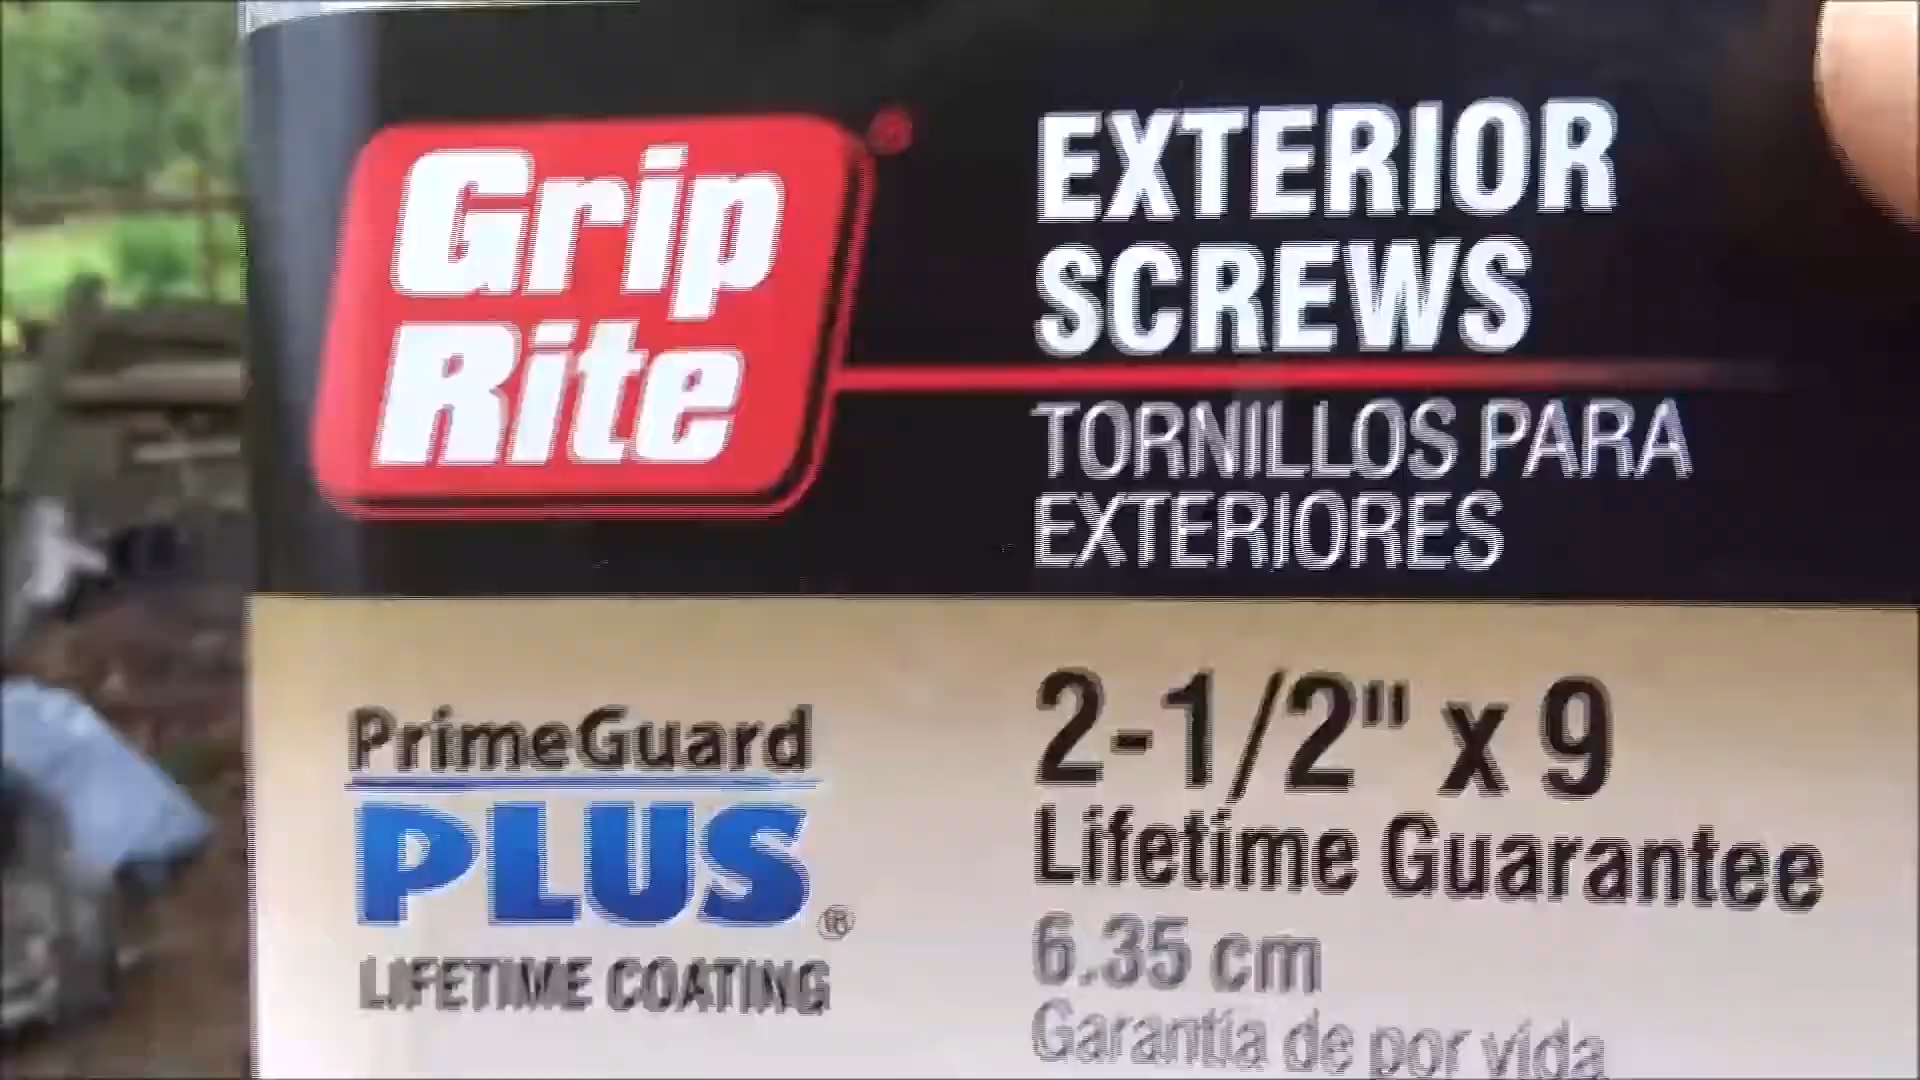 Grip
Rite®
EXTERIOR
SCREWS
TORNILLOS PARA
EXTERIORES
PrimeGuard
PLUS®
LIFETIME COATING
2-1/2" x 9
Lifetime Guarantee
6.35 cm
Garantía de por vida